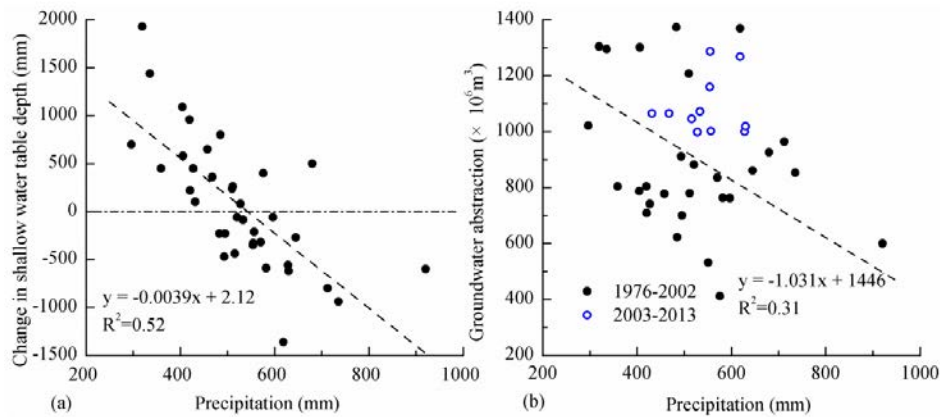 2000
1500
1000
500
0
-500
-1000
-1500
Change in shallow water table depth (mm)
y = -0.0039x + 2.12
R²=0.52
200 400 600 800 1000
(a) Precipitation (mm)
1400
1200
1000
800
600
400
200
Groundwater abstraction (× 10⁶m³)
1976-2002
2003-2013
y = -1.031x + 1446
R²=0.31
200 400 600 800 1000
(b) Precipitation (mm)